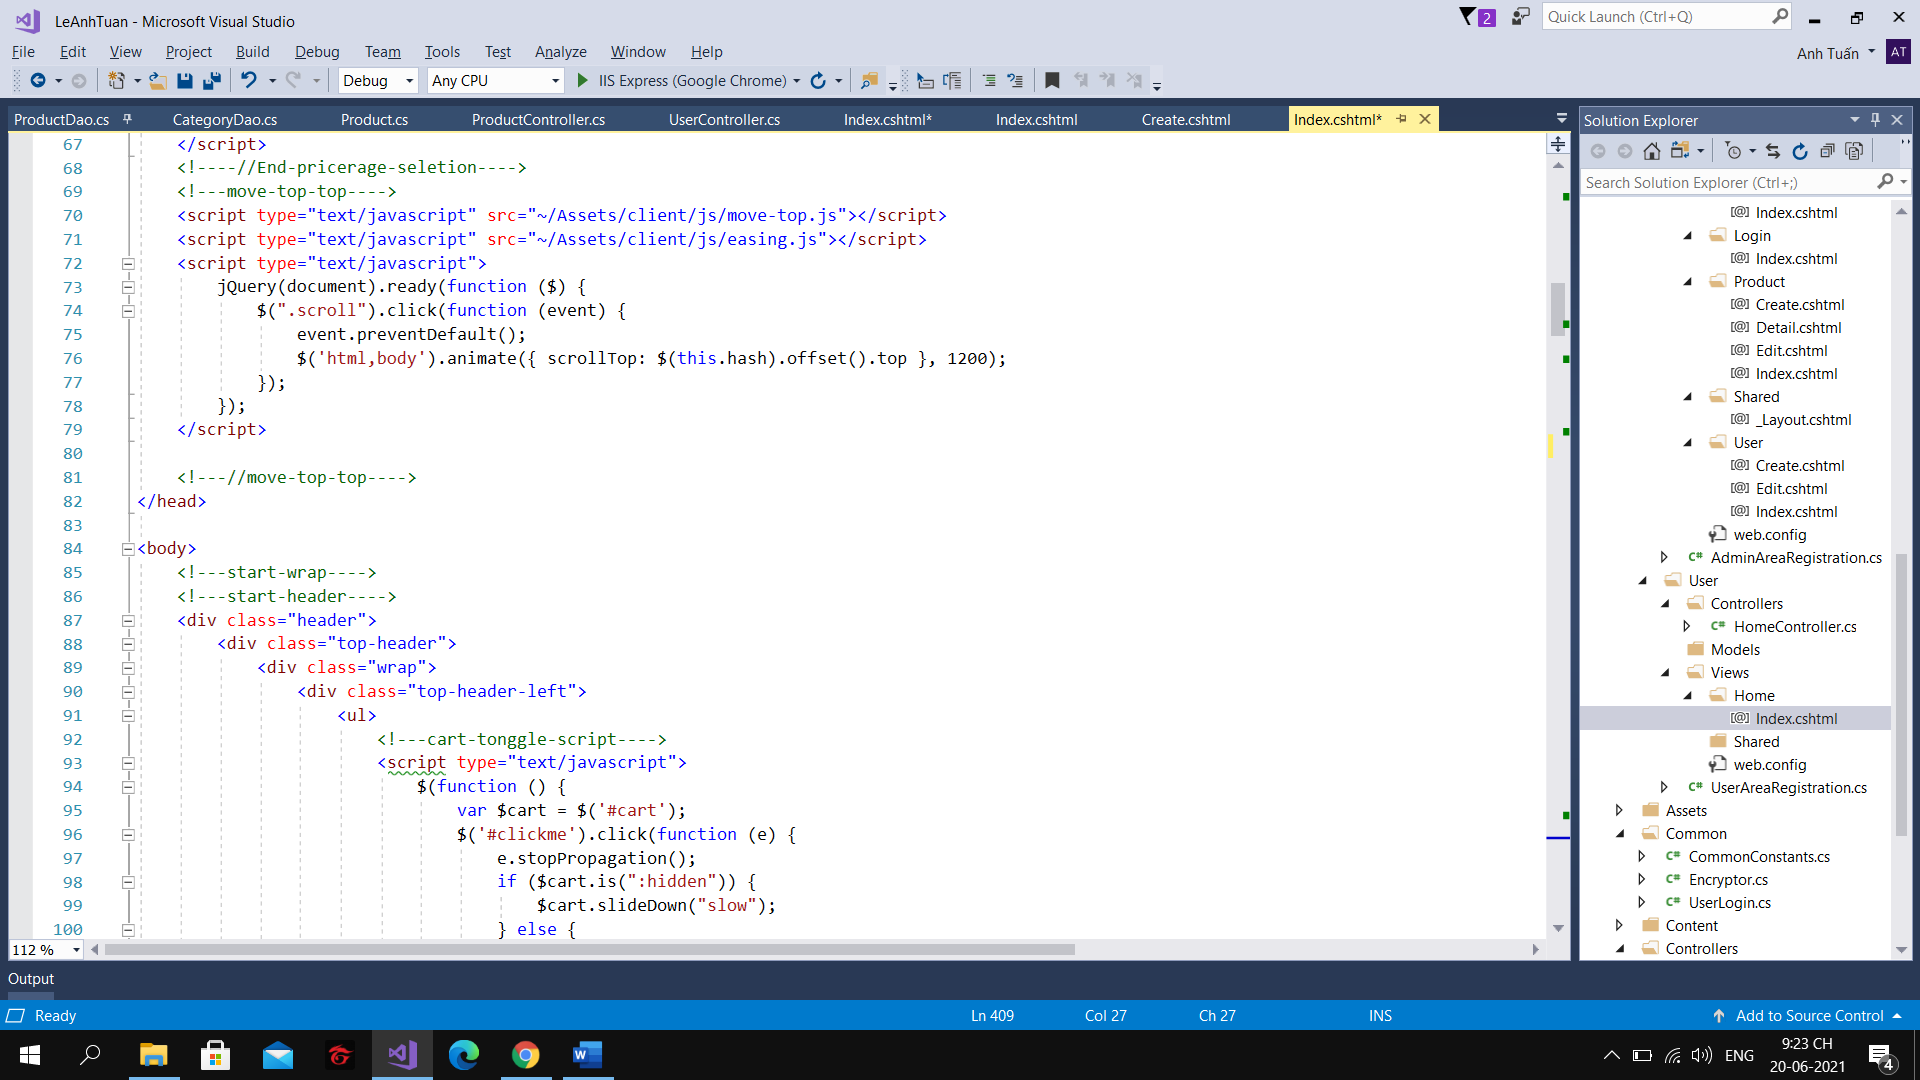 LeAnhTuan - Microsoft Visual Studio
2
Quick Launch (Ctrl+Q)
File Edit View Project Build Debug Team Tools Test Analyze Window Help
Anh Tuấn AT
Debug Any CPU IIS Express (Google Chrome)
ProductDao.cs CategoryDao.cs Product.cs ProductController.cs UserController.cs Index.cshtml* Index.cshtml Create.cshtml Index.cshtml*
67 </script>
68 <!----//End-pricerage-seletion---->
69 <!---move-top-top---->
70 <script type="text/javascript" src="~/Assets/client/js/move-top.js"></script>
71 <script type="text/javascript" src="~/Assets/client/js/easing.js"></script>
72 <script type="text/javascript">
73 jQuery(document).ready(function ($) {
74 $(".scroll").click(function (event) {
75 event.preventDefault();
76 $('html,body').animate({ scrollTop: $(this.hash).offset().top }, 1200);
77 });
78 });
79 </script>
80
81 <!---//move-top-top---->
82 </head>
83
84 <body>
85 <!---start-wrap---->
86 <!---start-header---->
87 <div class="header">
88 <div class="top-header">
89 <div class="wrap">
90 <div class="top-header-left">
91 <ul>
92 <!---cart-tonggle-script---->
93 <script type="text/javascript">
94 $(function () {
95 var $cart = $('#cart');
96 $('#clickme').click(function (e) {
97 e.stopPropagation();
98 if ($cart.is(":hidden")) {
99 $cart.slideDown("slow");
100 } else {
112 %
Solution Explorer
Search Solution Explorer (Ctrl+;)
Index.cshtml
Login
Index.cshtml
Product
Create.cshtml
Detail.cshtml
Edit.cshtml
Index.cshtml
Shared
_Layout.cshtml
User
Create.cshtml
Edit.cshtml
Index.cshtml
web.config
C# AdminAreaRegistration.cs
User
Controllers
C# HomeController.cs
Models
Views
Home
Index.cshtml
Shared
web.config
C# UserAreaRegistration.cs
Assets
Common
C# CommonConstants.cs
C# Encryptor.cs
C# UserLogin.cs
Content
Controllers
Output
Ready Ln 409 Col 27 Ch 27 INS Add to Source Control
ENG
9:23 CH
20-06-2021
4